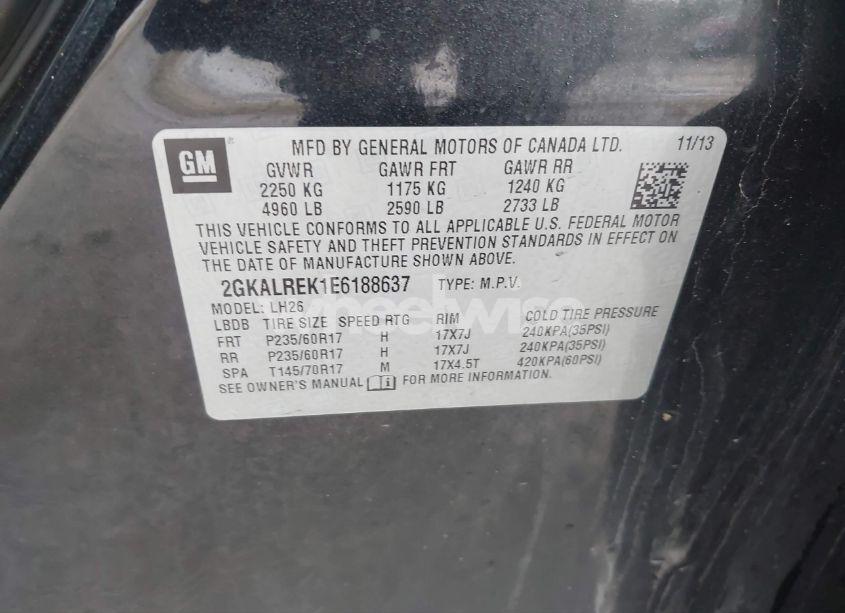 GM
MFD BY GENERAL MOTORS OF CANADA LTD. 11/13
GVWR GAWR FRT GAWR RR
2250 KG 1175 KG 1240 KG
4960 LB 2590 LB 2733 LB
THIS VEHICLE CONFORMS TO ALL APPLICABLE U.S. FEDERAL MOTOR
VEHICLE SAFETY AND THEFT PREVENTION STANDARDS IN EFFECT ON
THE DATE OF MANUFACTURE SHOWN ABOVE.
2GKALREK1E6188637 TYPE: M.P.V.
MODEL: LH26
LBDB TIRE SIZE SPEED RTG RIM COLD TIRE PRESSURE
FRT P235/60R17 H 17X7J 240KPA(35PSI)
RR P235/60R17 H 17X7J 240KPA(35PSI)
SPA T145/70R17 M 17X4.5T 420KPA(60PSI)
SEE OWNER'S MANUAL FOR MORE INFORMATION.
wheelwise